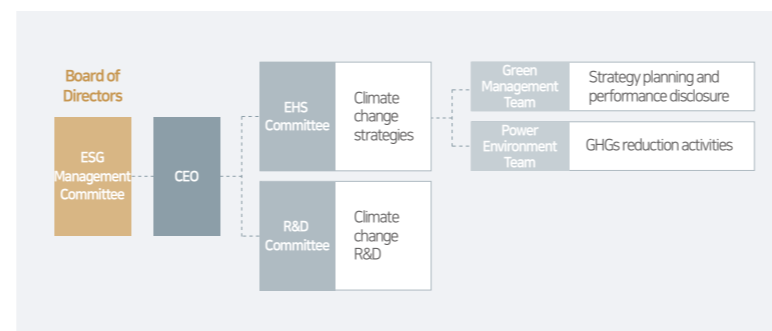 Board of
Directors
ESG
Management
Committee
CEO
EHS
Committee
Climate
change
strategies
R&D
Committee
Climate
change
R&D
Green
Management
Team
Strategy planning and
performance disclosure
Power
Environment
Team
GHGs reduction activities